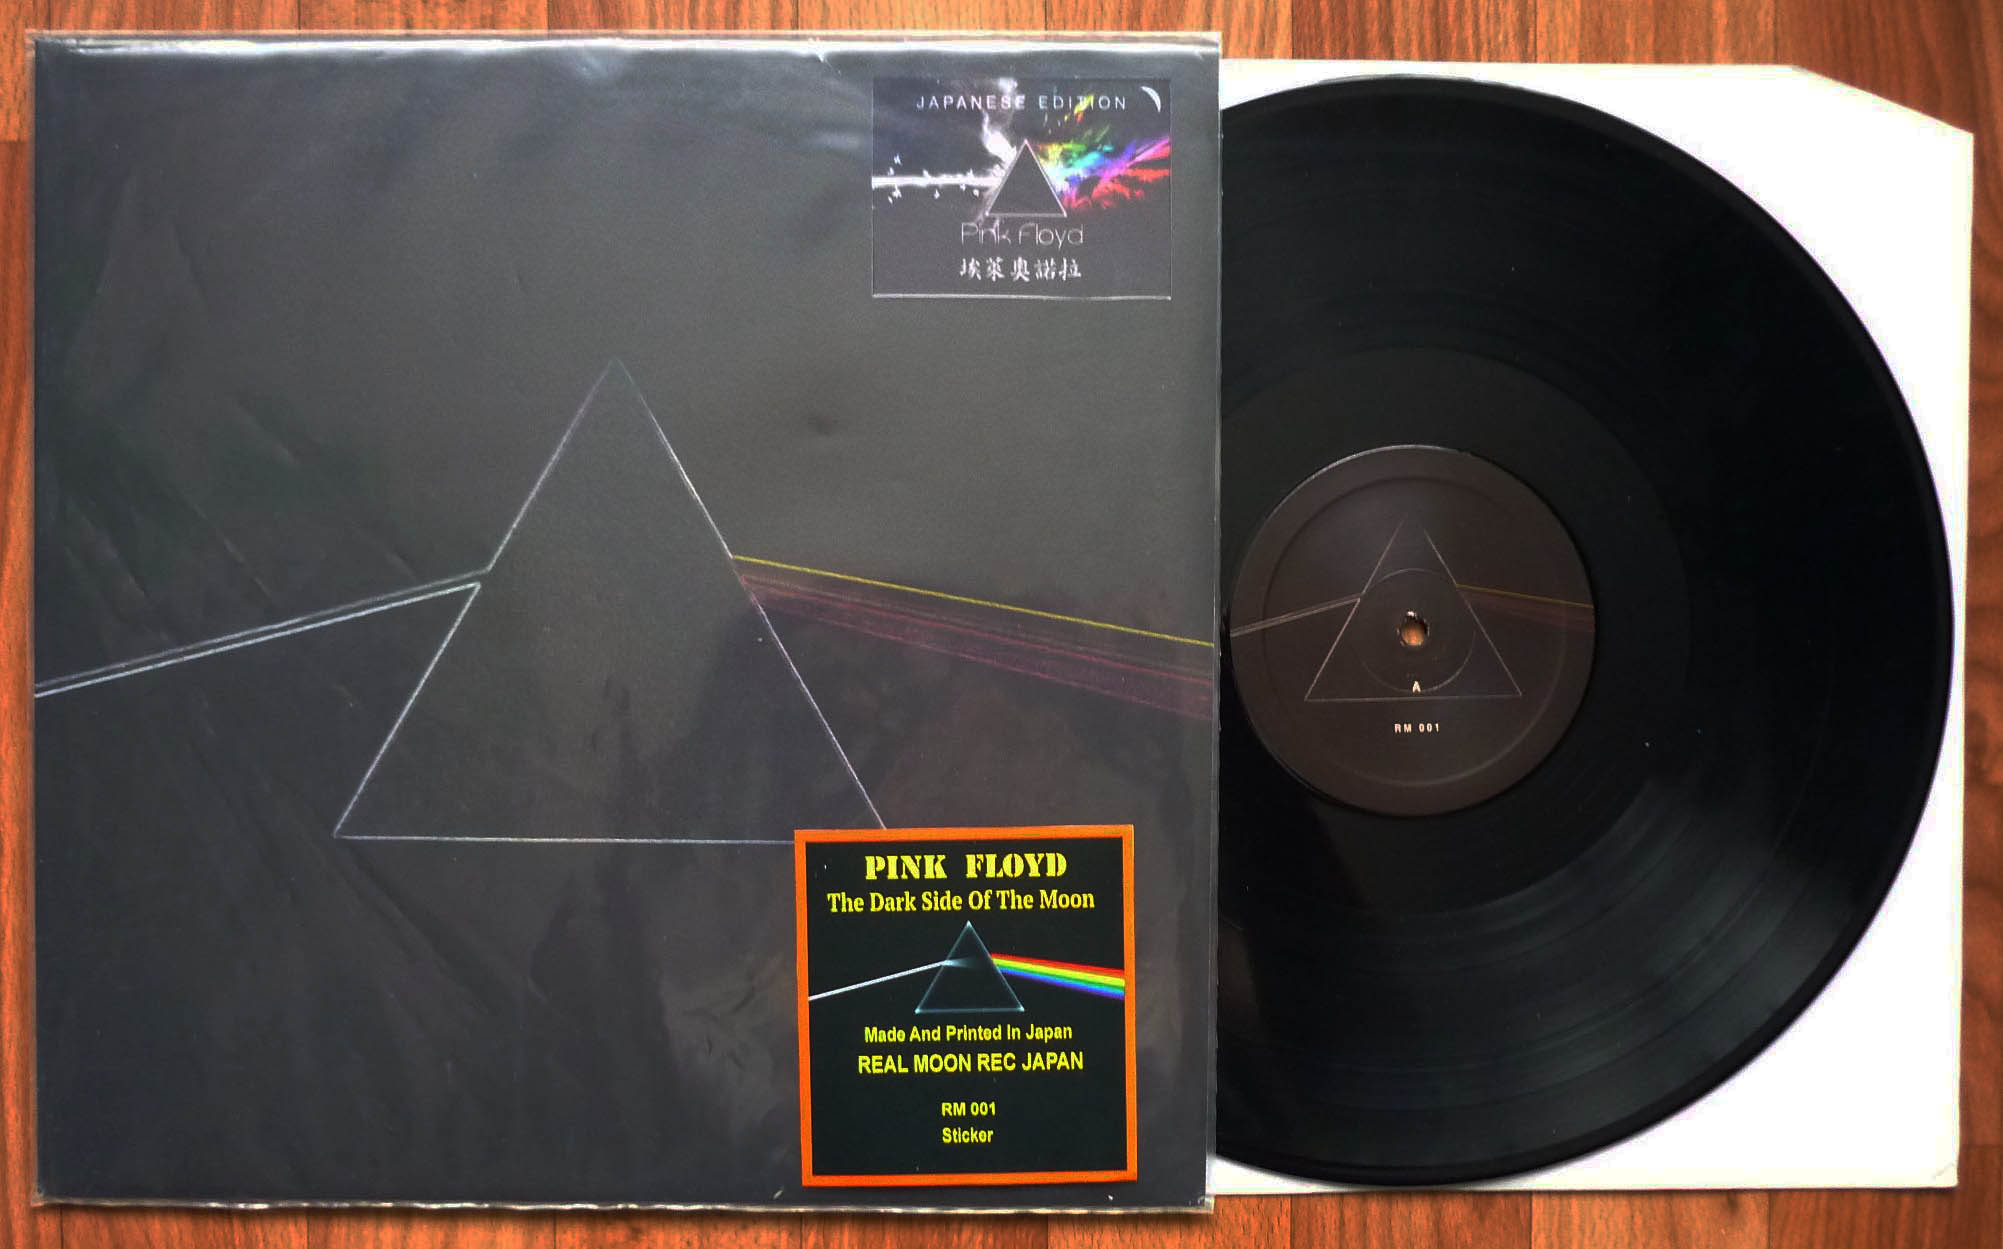 JAPANESE EDITION
Pink Floyd
埃萊奧諾拉
A
RM 001
PINK FLOYD
The Dark Side Of The Moon
Made And Printed In Japan
REAL MOON REC JAPAN
RM 001
Sticker